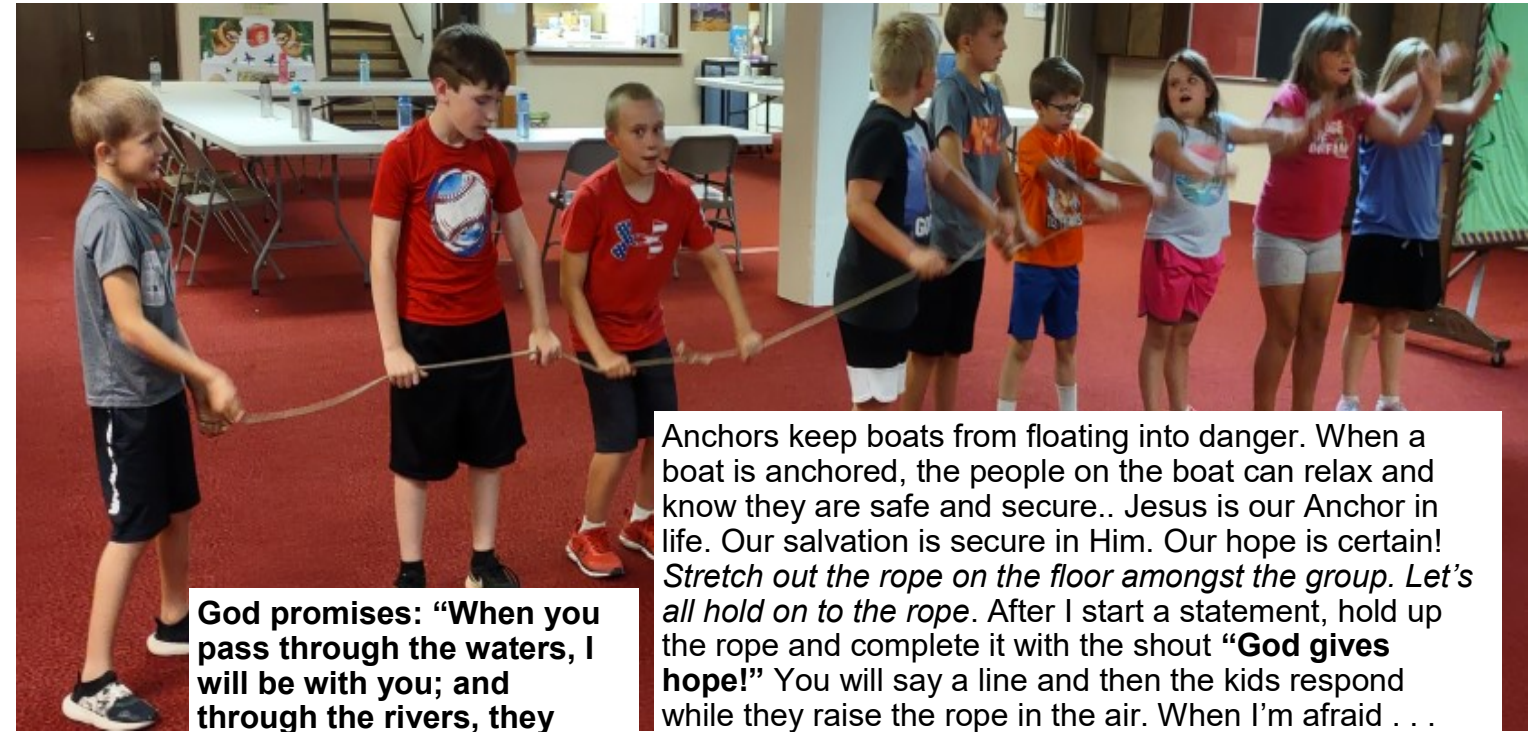 God promises: “When you
pass through the waters, I
will be with you; and
through the rivers, they
Anchors keep boats from floating into danger. When a
boat is anchored, the people on the boat can relax and
know they are safe and secure.. Jesus is our Anchor in
life. Our salvation is secure in Him. Our hope is certain!
Stretch out the rope on the floor amongst the group. Let’s
all hold on to the rope. After I start a statement, hold up
the rope and complete it with the shout “God gives
hope!” You will say a line and then the kids respond
while they raise the rope in the air. When I’m afraid . . .